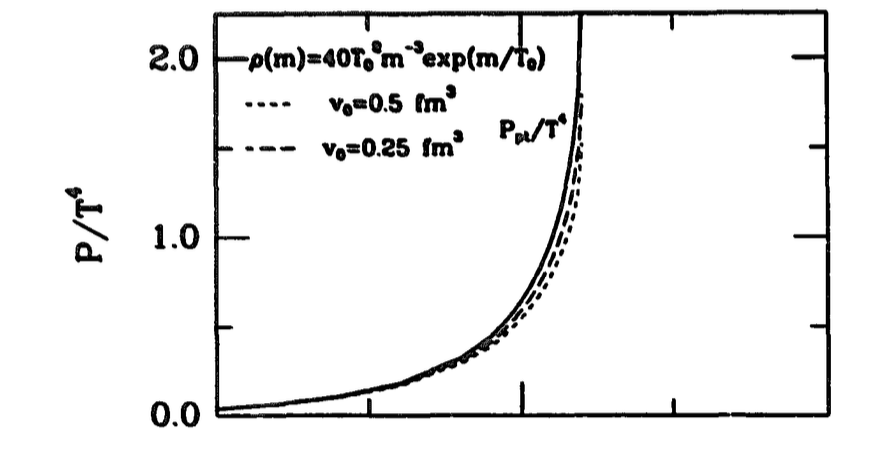 2.0
ρ(m)=40T₀²m⁻³exp(m/T₀)
v₀=0.5 fm³
P_pt/T⁴
v₀=0.25 fm³
P/T⁴
1.0
0.0